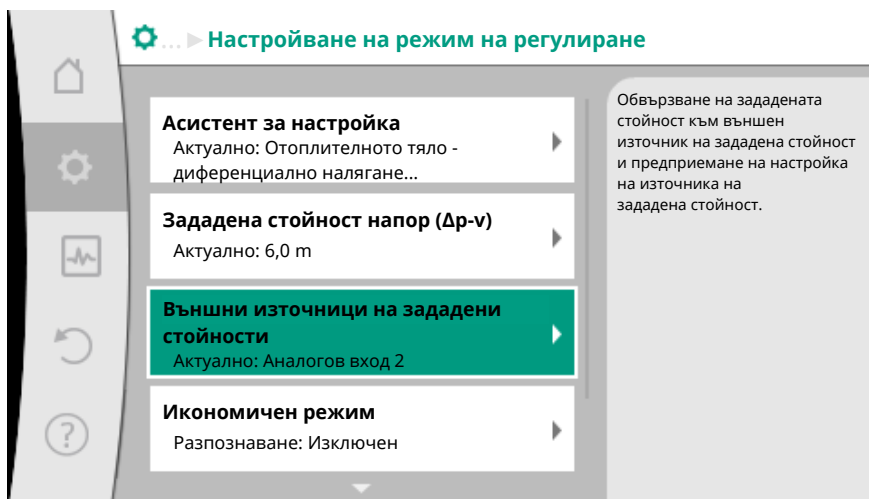 ... Настройване на режим на регулиране
Асистент за настройка
Актуално: Отоплителното тяло -
диференциално налягане...
Зададена стойност напор (Δp-v)
Актуално: 6,0 m
Външни източници на зададени
стойности
Актуално: Аналогов вход 2
Икономичен режим
Разпознаване: Изключен
Обвързване на зададената
стойност към външен
източник на зададена стойност
и предприемане на настройка
на източника на
зададена стойност.